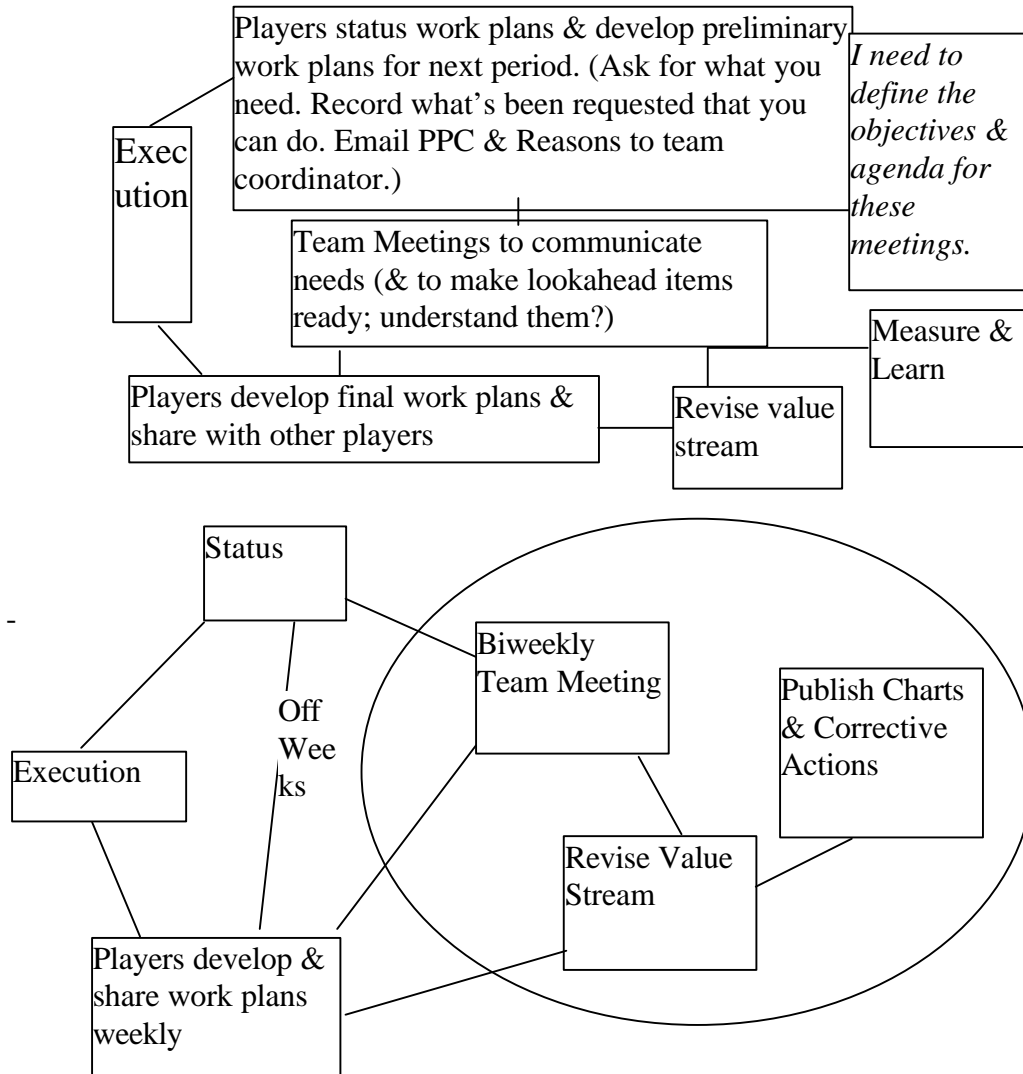 Players status work plans & develop preliminary
work plans for next period. (Ask for what you
need. Record what's been requested that you
can do. Email PPC & Reasons to team
coordinator.)
I need to
define the
objectives &
agenda for
these
meetings.
Exec
ution
Team Meetings to communicate
needs (& to make lookahead items
ready; understand them?)
Measure &
Learn
Players develop final work plans &
share with other players
Revise value
stream
Status
-
Biweekly
Team Meeting
Publish Charts
& Corrective
Actions
Off
Wee
ks
Execution
Revise Value
Stream
Players develop &
share work plans
weekly